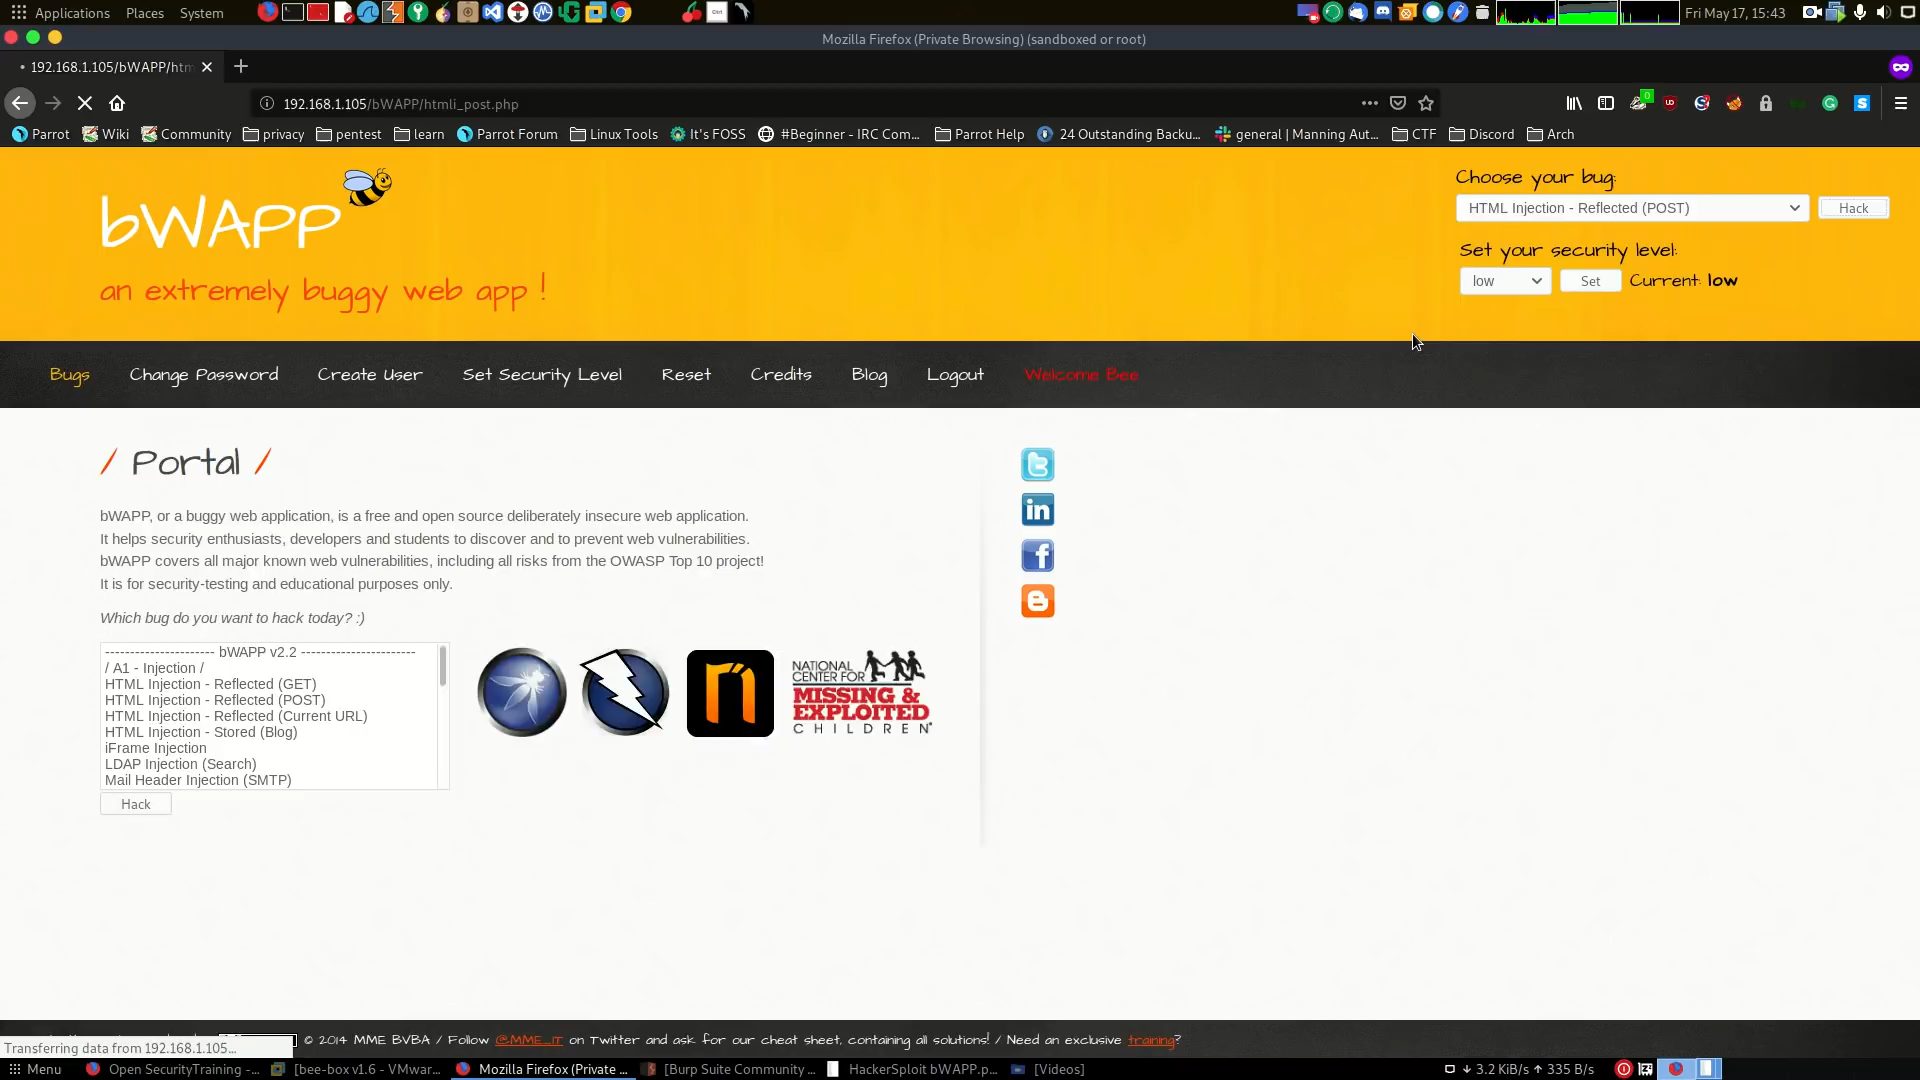 Applications Places System
Ctrl
Fri May 17, 15:43
Mozilla Firefox (Private Browsing) (sandboxed or root)
192.168.1.105/bWAPP/htm
192.168.1.105/bWAPP/htmli_post.php
0
Parrot Wiki Community privacy pentest learn Parrot Forum Linux Tools It's FOSS #Beginner - IRC Com... Parrot Help 24 Outstanding Backu... general | Manning Aut... CTF Discord Arch
bWAPP
an extremely buggy web app !
Choose your bug:
HTML Injection - Reflected (POST) Hack
Set your security level:
low Set Current: low
Bugs Change Password Create User Set Security Level Reset Credits Blog Logout Welcome Bee
/ Portal /
bWAPP, or a buggy web application, is a free and open source deliberately insecure web application.
It helps security enthusiasts, developers and students to discover and to prevent web vulnerabilities.
bWAPP covers all major known web vulnerabilities, including all risks from the OWASP Top 10 project!
It is for security-testing and educational purposes only.
Which bug do you want to hack today? :)
---------------------- bWAPP v2.2 -----------------------
/ A1 - Injection /
HTML Injection - Reflected (GET)
HTML Injection - Reflected (POST)
HTML Injection - Reflected (Current URL)
HTML Injection - Stored (Blog)
iFrame Injection
LDAP Injection (Search)
Mail Header Injection (SMTP)
Hack
NATIONAL
CENTER FOR
MISSING &
EXPLOITED
CHILDREN
© 2014 MME BVBA / Follow @MME_IT on Twitter and ask for our cheat sheet, containing all solutions! / Need an exclusive training?
Transferring data from 192.168.1.105...
Menu Open SecurityTraining -... [bee-box v1.6 - VMwar... Mozilla Firefox (Private ... [Burp Suite Community ... HackerSploit bWAPP.p... [Videos] ↓ 3.2 KiB/s ↑ 335 B/s